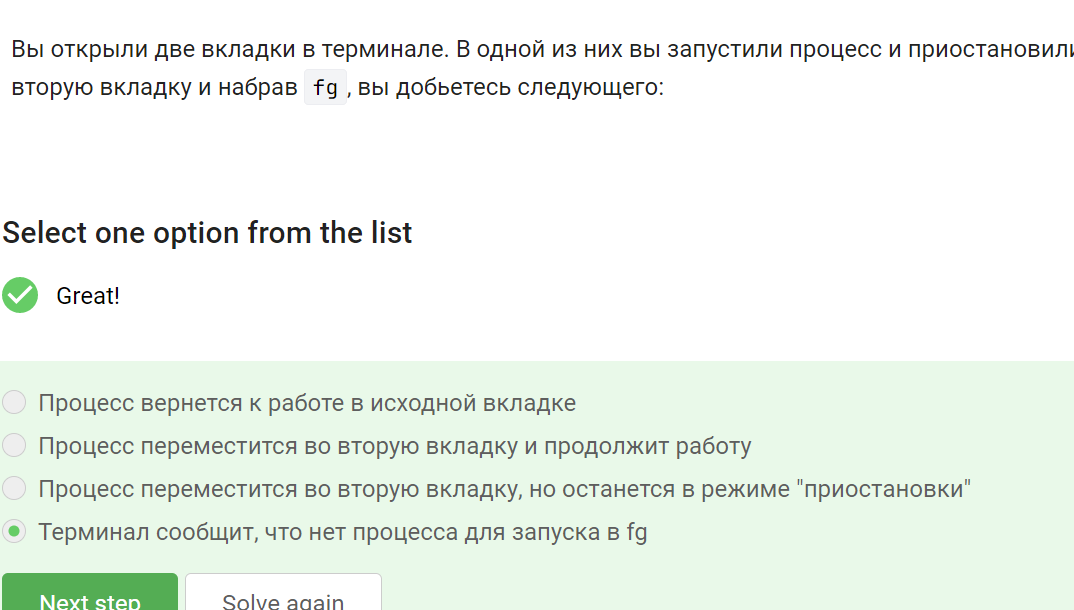 Вы открыли две вкладки в терминале. В одной из них вы запустили процесс и приостановили
вторую вкладку и набрав fg, вы добьетесь следующего:
Select one option from the list
Great!
Процесс вернется к работе в исходной вкладке
Процесс переместится во вторую вкладку и продолжит работу
Процесс переместится во вторую вкладку, но останется в режиме "приостановки"
Терминал сообщит, что нет процесса для запуска в fg
Next step
Solve again